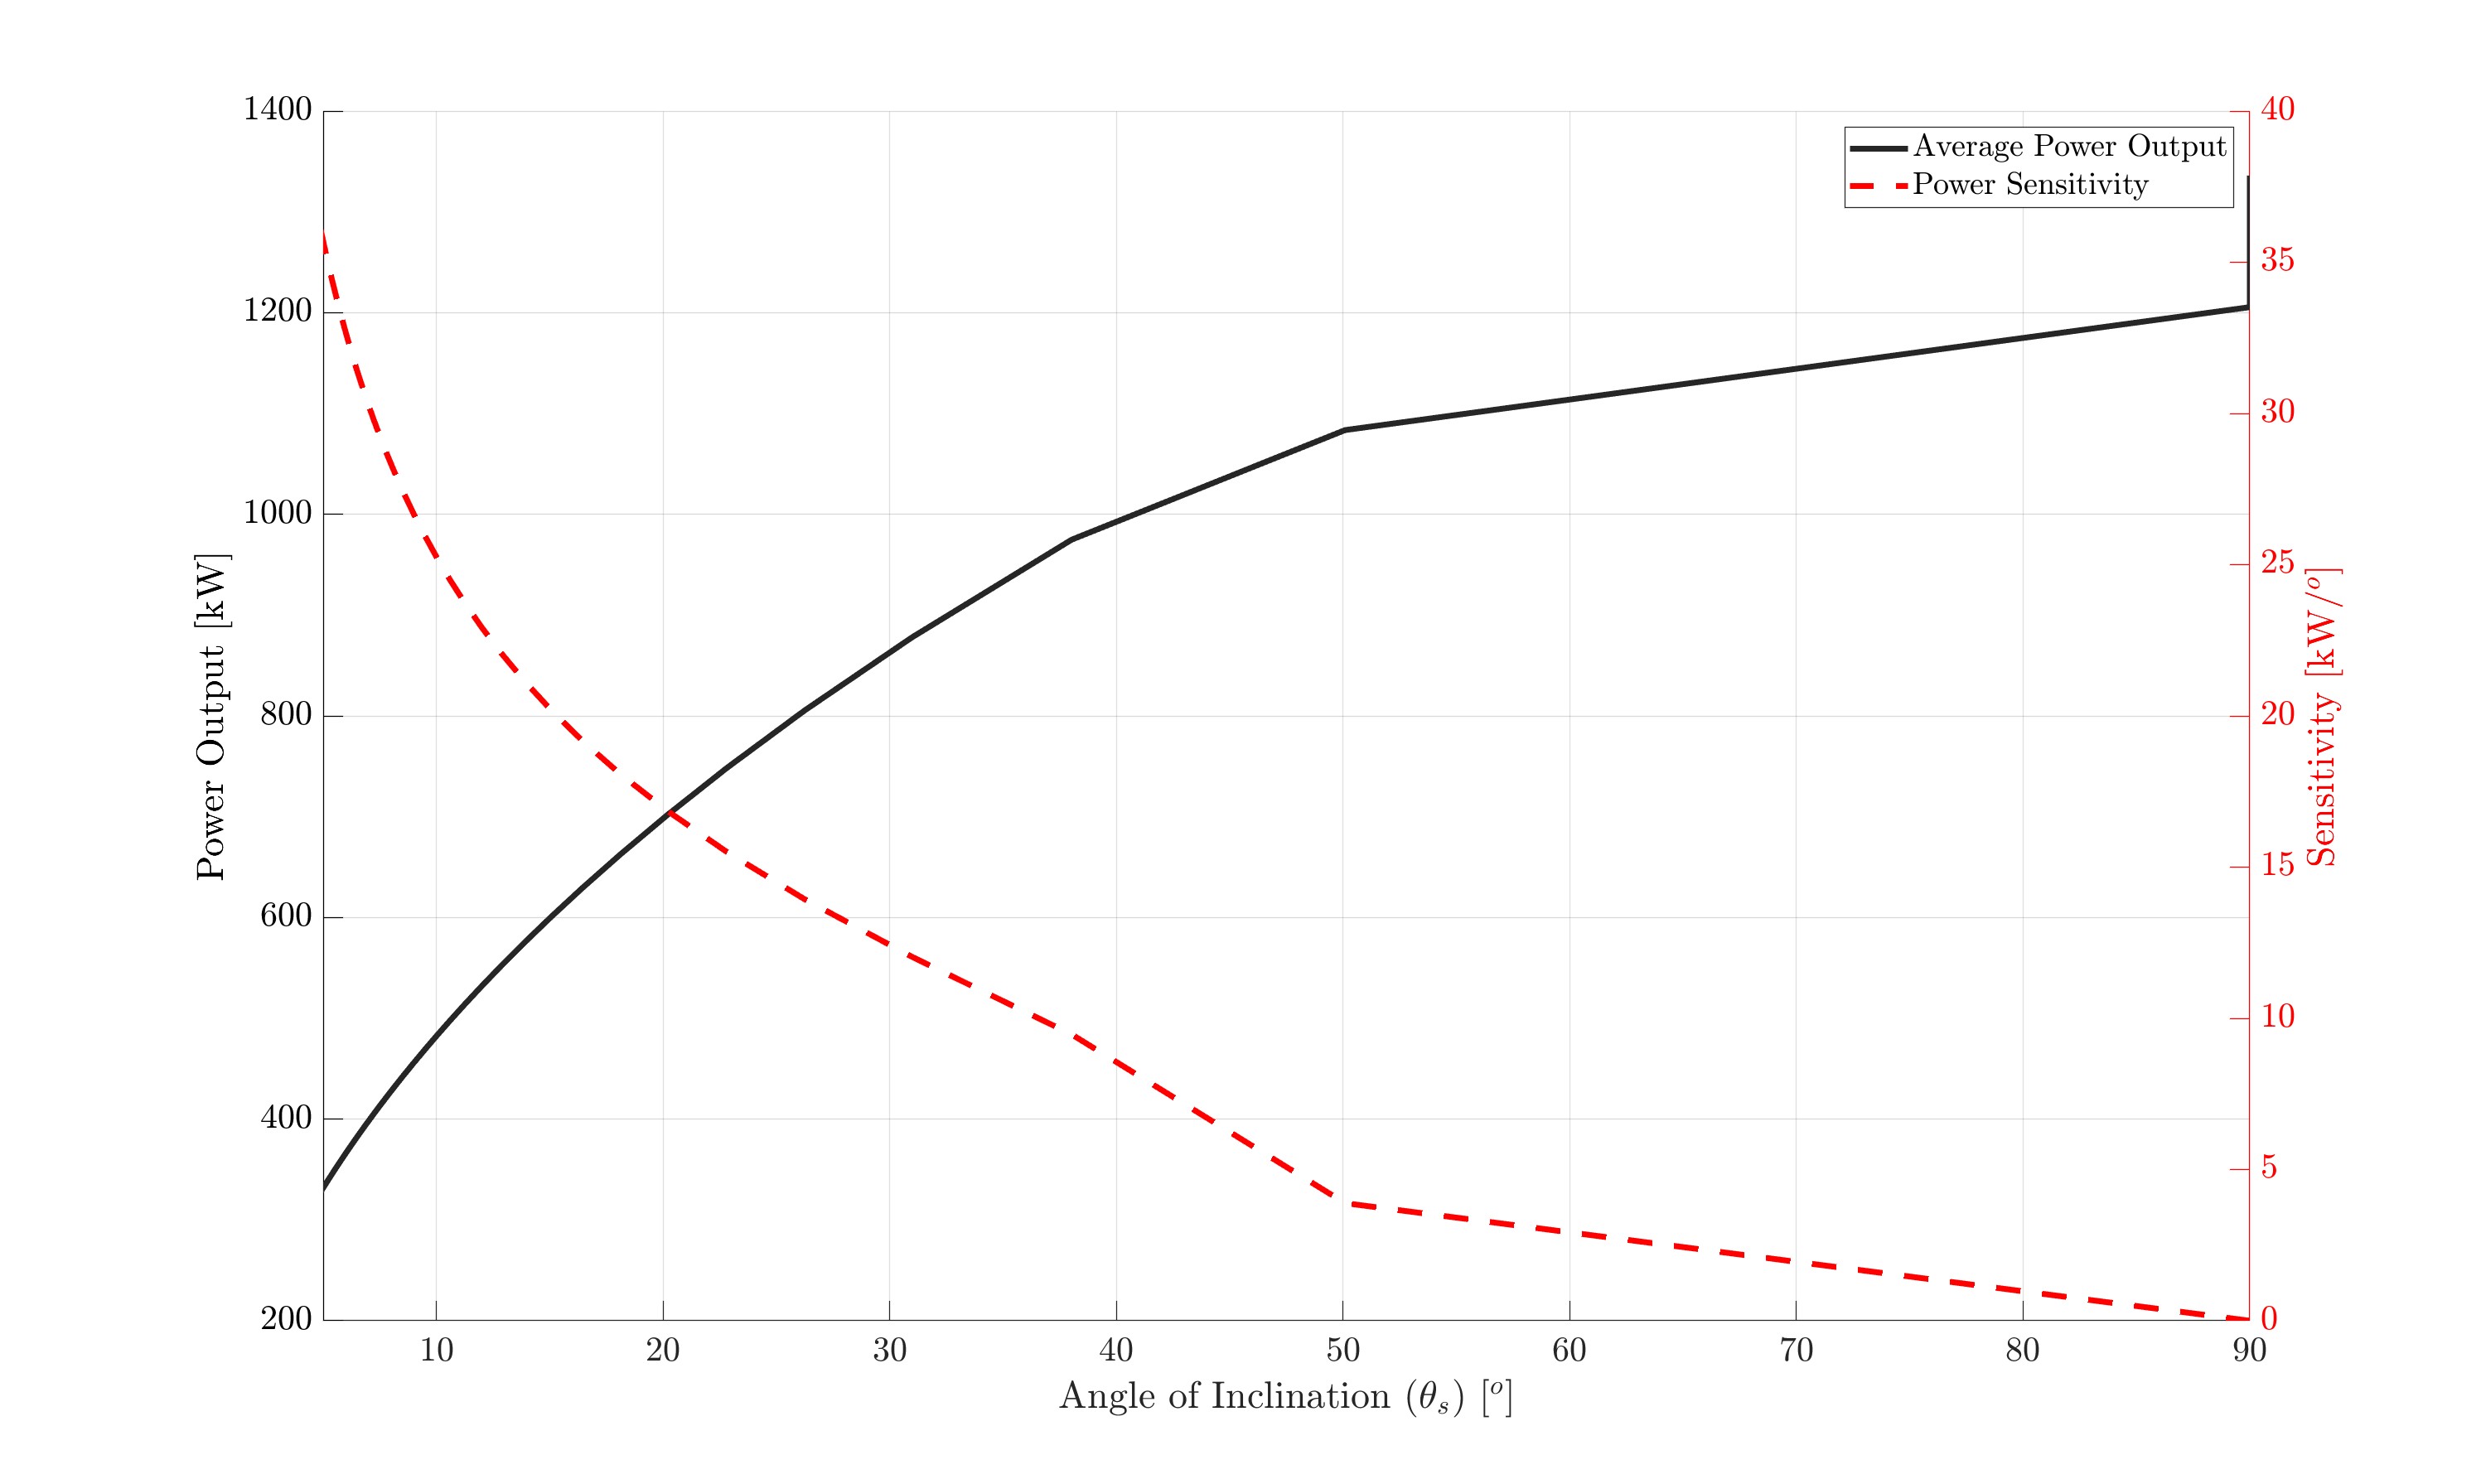 Average Power Output
Power Sensitivity
1400
1200
1000
800
600
400
200
Power Output [kW]
40
35
30
25
20
15
10
5
0
Sensitivity [kW/°]
10 20 30 40 50 60 70 80 90
Angle of Inclination (θₛ) [°]